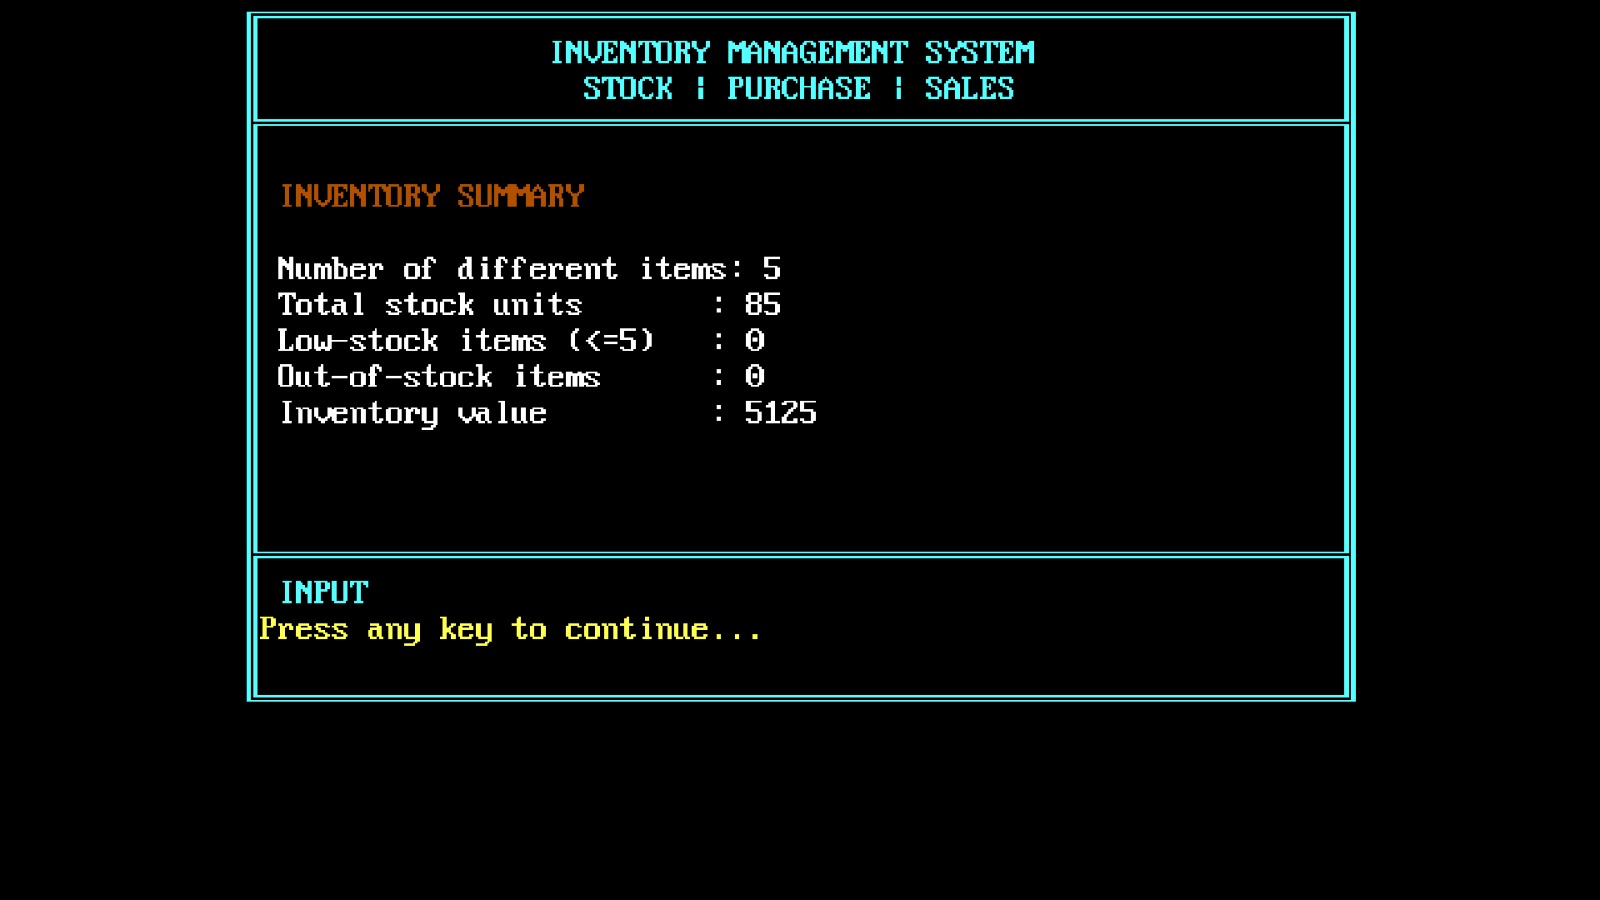 INVENTORY MANAGEMENT SYSTEM
STOCK | PURCHASE | SALES
INVENTORY SUMMARY
Number of different items: 5
Total stock units : 85
Low-stock items (<=5) : 0
Out-of-stock items : 0
Inventory value : 5125
INPUT
Press any key to continue...